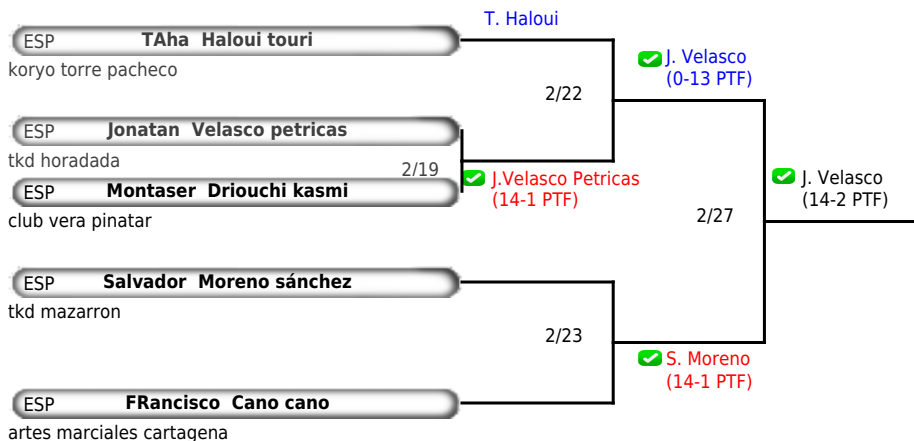 T. Haloui
ESP TAha Haloui touri
koryo torre pacheco
J. Velasco
(0-13 PTF)
2/22
ESP Jonatan Velasco petricas
tkd horadada
2/19
J.Velasco Petricas
(14-1 PTF)
ESP Montaser Driouchi kasmi
club vera pinatar
J. Velasco
(14-2 PTF)
2/27
ESP Salvador Moreno sánchez
tkd mazarron
2/23
S. Moreno
(14-1 PTF)
ESP FRancisco Cano cano
artes marciales cartagena